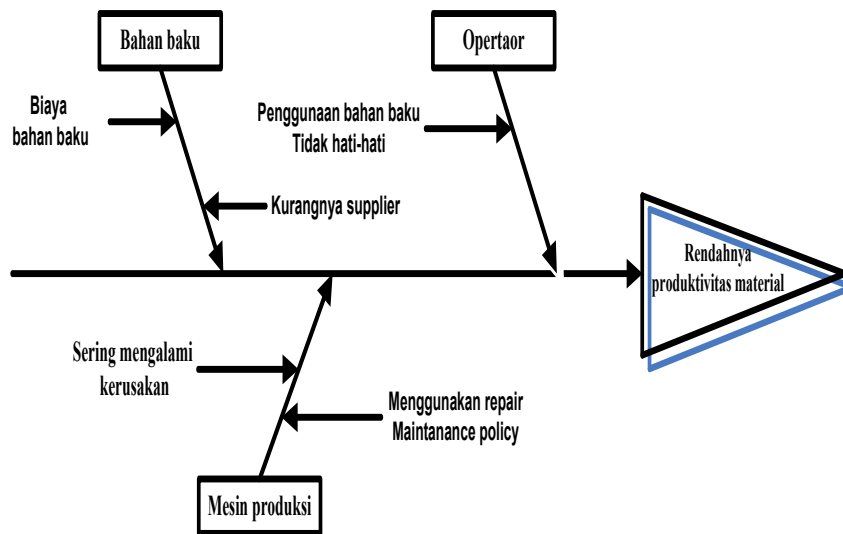 Bahan baku
Opertaor
Biaya
bahan baku
Penggunaan bahan baku
Tidak hati-hati
Kurangnya supplier
Rendahnya
produktivitas material
Sering mengalami
kerusakan
Menggunakan repair
Maintanance policy
Mesin produksi